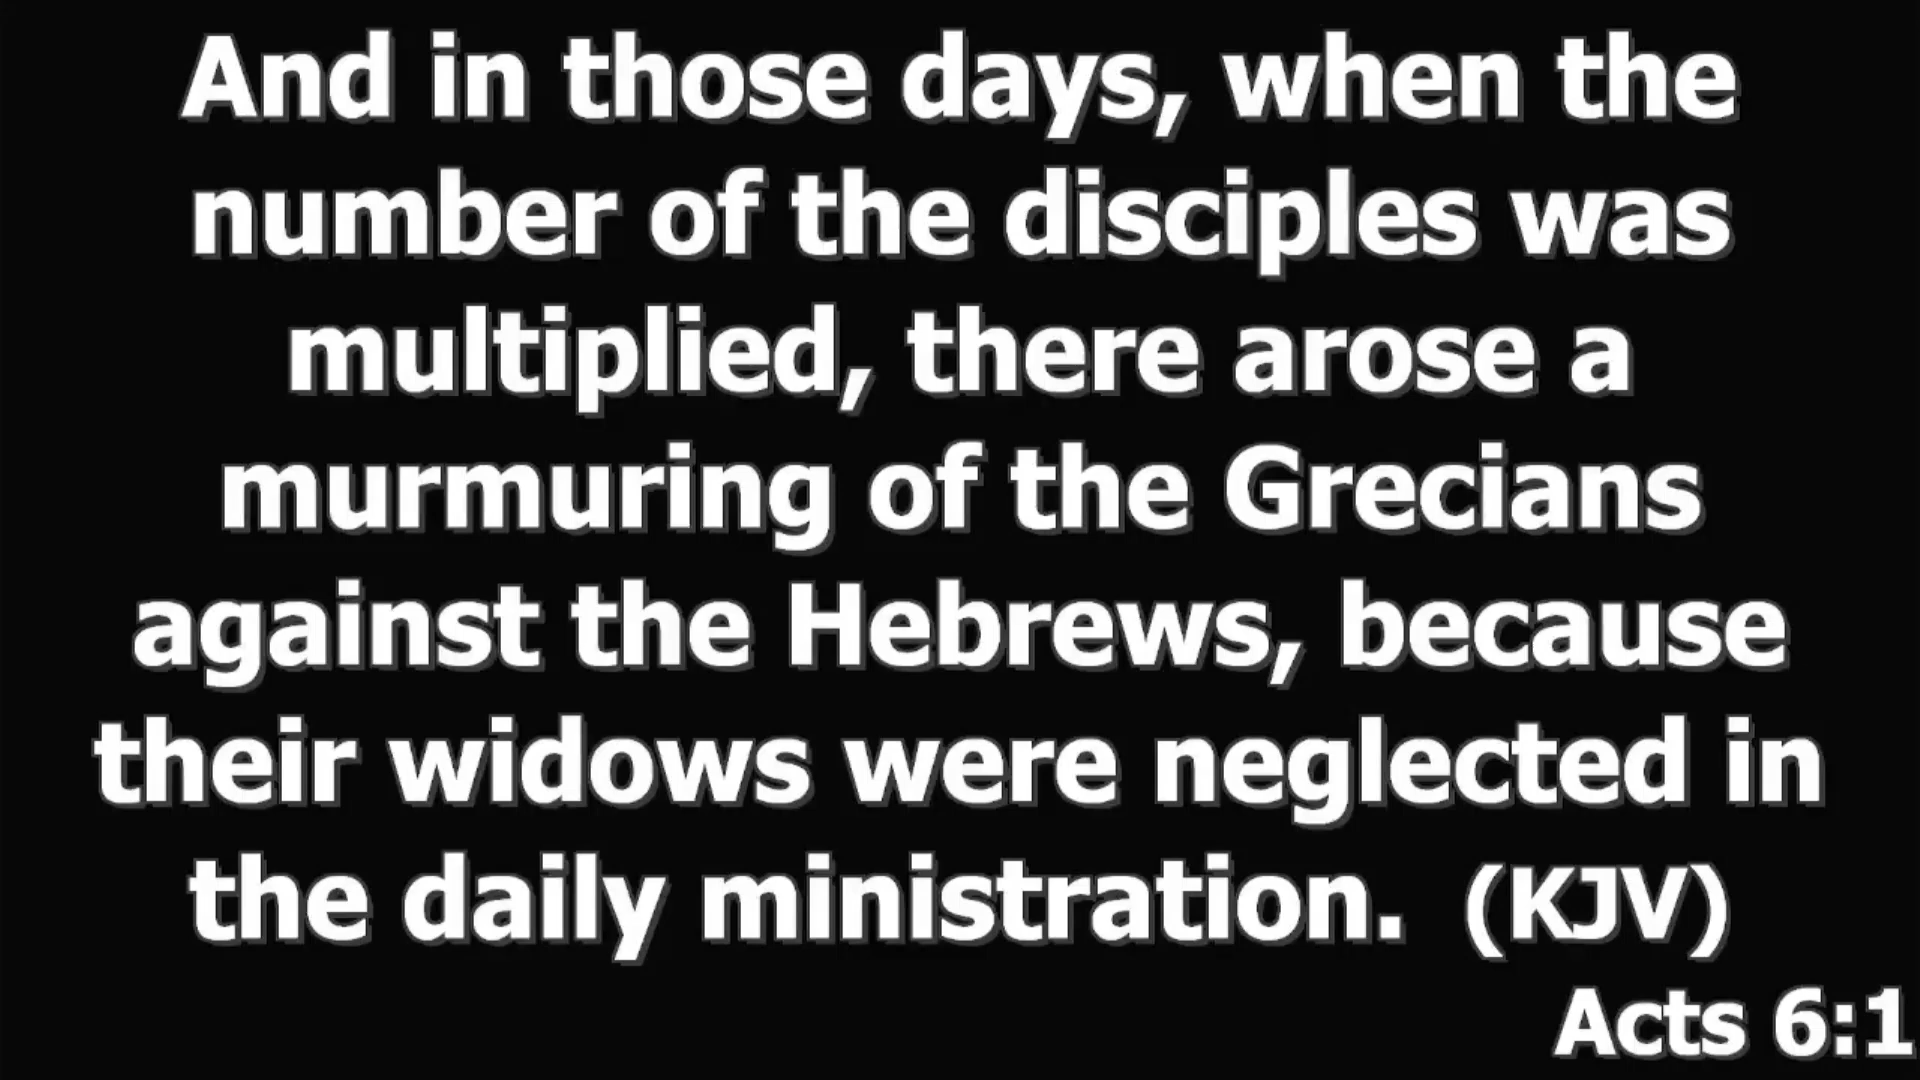 And in those days, when the
number of the disciples was
multiplied, there arose a
murmuring of the Grecians
against the Hebrews, because
their widows were neglected in
the daily ministration. (KJV)
Acts 6:1